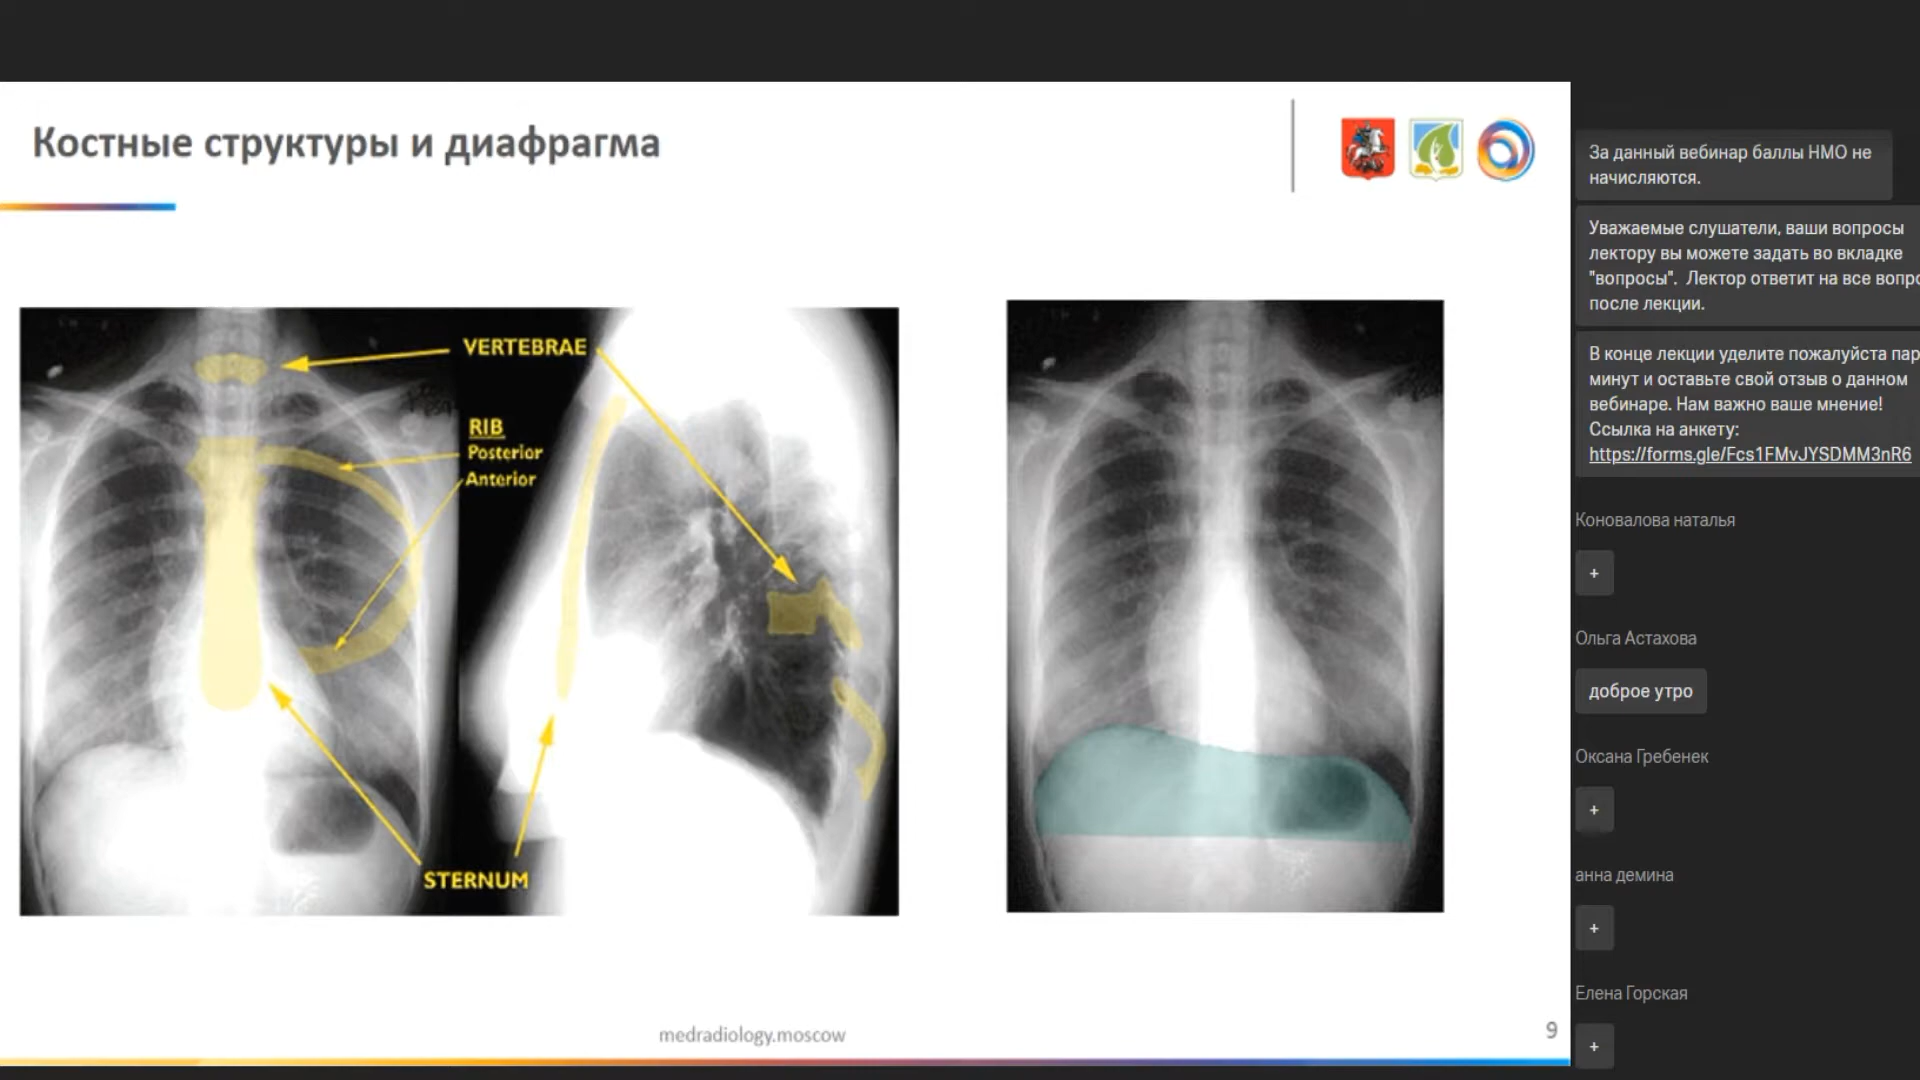 Костные структуры и диафрагма
VERTEBRAE
RIB
Posterior
Anterior
STERNUM
medradiology.moscow
9
За данный вебинар баллы НМО не
начисляются.
Уважаемые слушатели, ваши вопросы
лектору вы можете задать во вкладке
"вопросы". Лектор ответит на все вопро
после лекции.
В конце лекции уделите пожалуйста пар
минут и оставьте свой отзыв о данном
вебинаре. Нам важно ваше мнение!
Ссылка на анкету:
https://forms.gle/Fcs1FMvJYSDMM3nR6
Коновалова наталья
+
Ольга Астахова
доброе утро
Оксана Гребенек
+
анна демина
+
Елена Горская
+